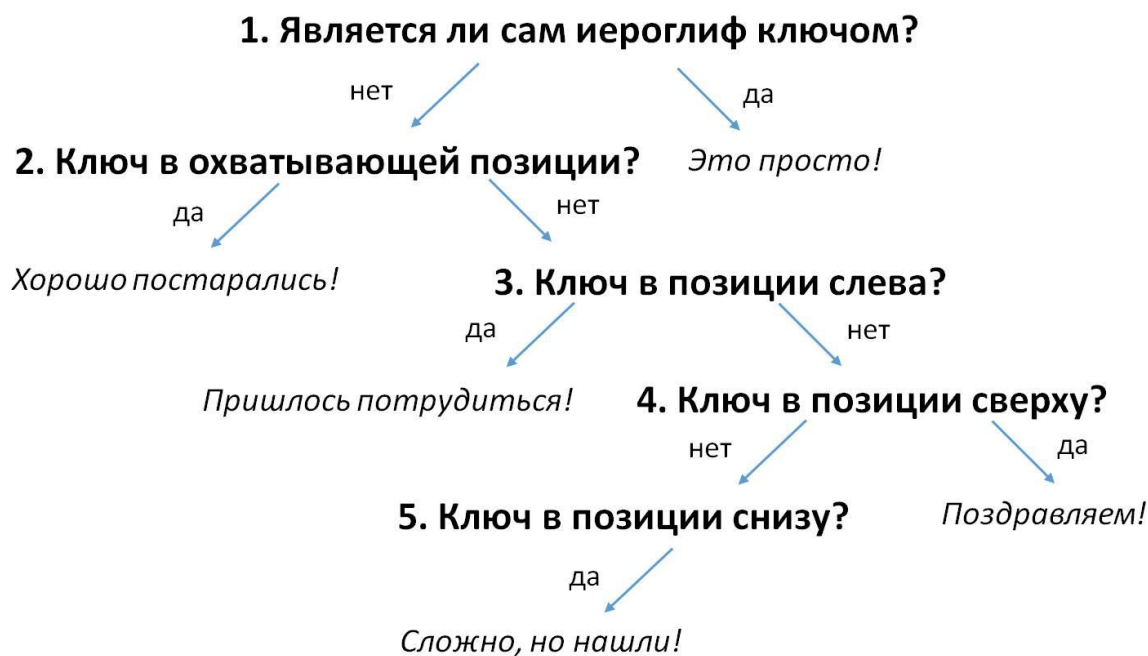 1. Является ли сам иероглиф ключом?
нет
да
2. Ключ в охватывающей позиции?
Это просто!
да
нет
Хорошо постарались!
3. Ключ в позиции слева?
да
нет
Пришлось потрудиться!
4. Ключ в позиции сверху?
нет
да
5. Ключ в позиции снизу?
Поздравляем!
да
Сложно, но нашли!